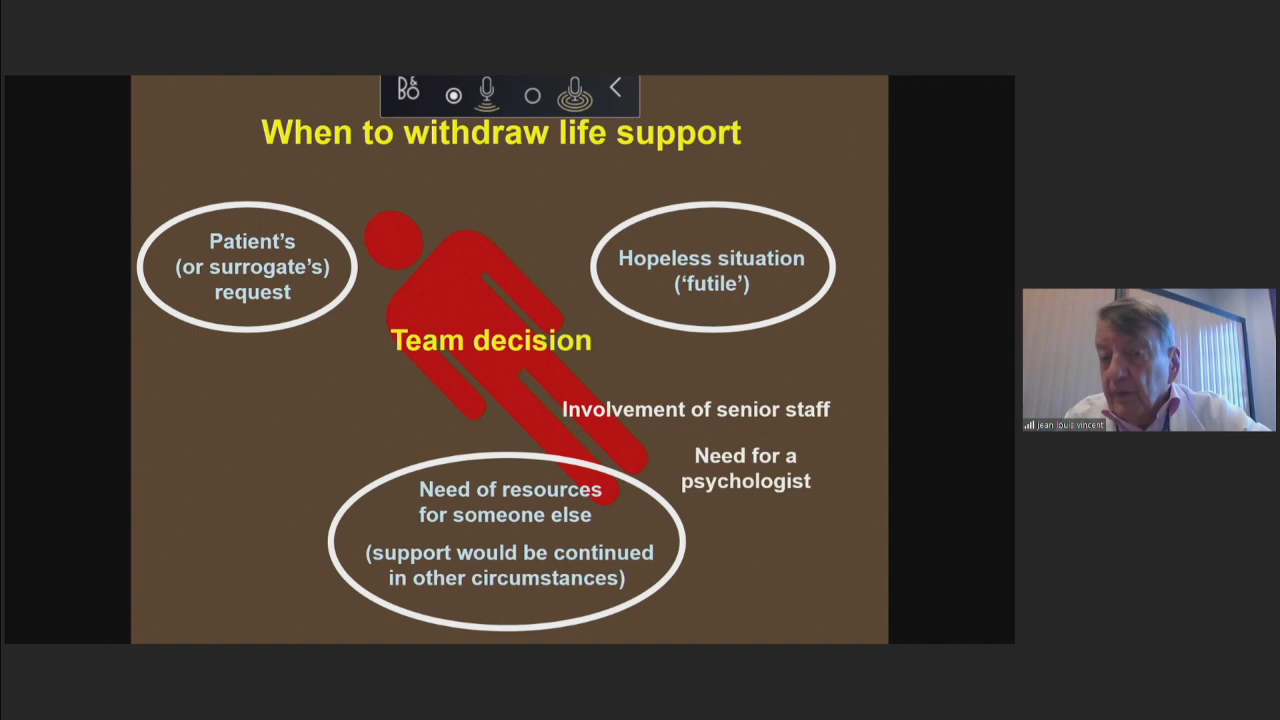 B&O
When to withdraw life support
Patient’s
(or surrogate’s)
request
Hopeless situation
(‘futile’)
Team decision
Involvement of senior staff
Need for a
psychologist
Need of resources
for someone else
(support would be continued
in other circumstances)
jean louis vincent